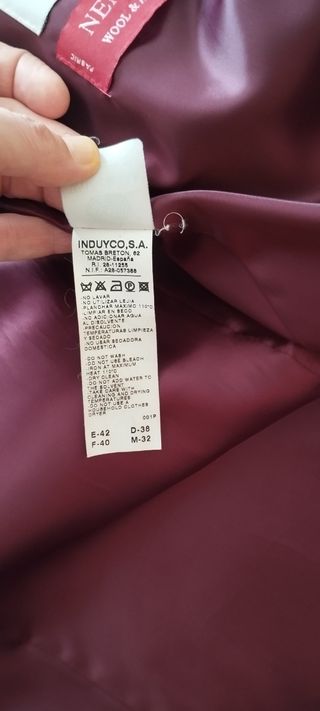 NE
WOOL &
FABRIC
INDUYCO, S.A.
TOMAS BRETON, 62
MADRID-España
R.I. 28-11255
N.I.F.: A28-057388
NO LAVAR
NO UTILIZAR LEJIA
PLANCHAR MAXIMO 110°C
LIMPIAR EN SECO
NO ADICIONAR AGUA
AL DISOLVENTE
PRECAUCION
TEMPERATURAS LIMPIEZA
Y SECADO
NO USAR SECADORA
DOMESTICA
-DO NOT WASH
-DO NOT USE BLEACH
-IRON AT MAXIMUM
HEAT 110°C
-DRY CLEAN
-DO NOT ADD WATER TO
THE SOLVENT
-TAKE CARE WITH
CLEANING AND DRYING
TEMPERATURES
-DO NOT USE A
HOUSEHOLD CLOTHES
DRYER
001P
E-42 D-38
F-40 M-32